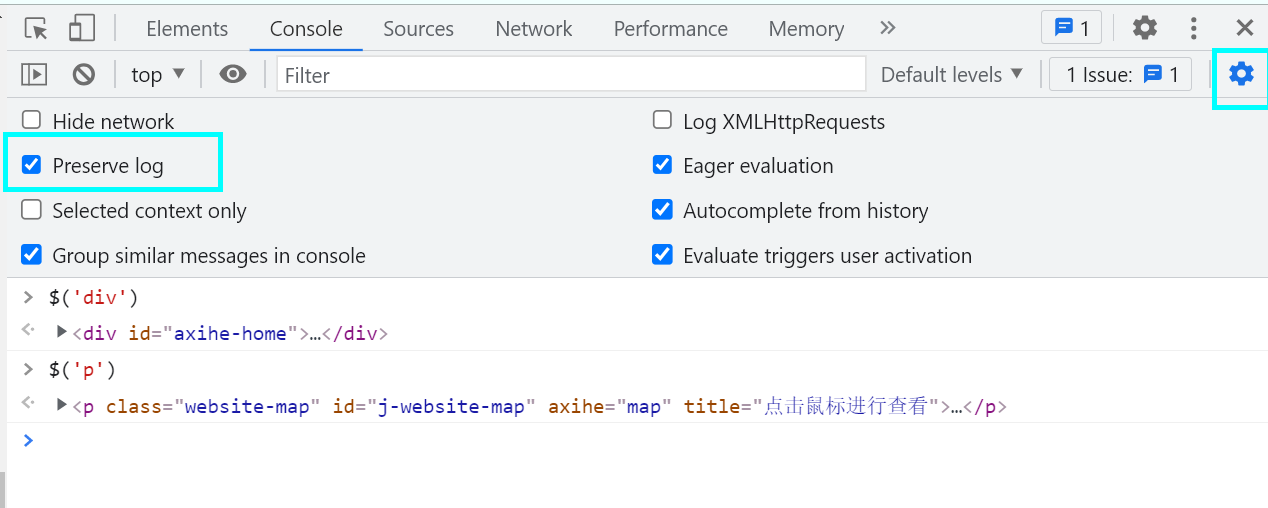 Elements Console Sources Network Performance Memory 1
top Filter Default levels 1 Issue: 1
Hide network Log XMLHttpRequests
Preserve log Eager evaluation
Selected context only Autocomplete from history
Group similar messages in console Evaluate triggers user activation
> $('div')
<div id="axihe-home">…</div>
> $('p')
<p class="website-map" id="j-website-map" axihe="map" title="点击鼠标进行查看">…</p>
>